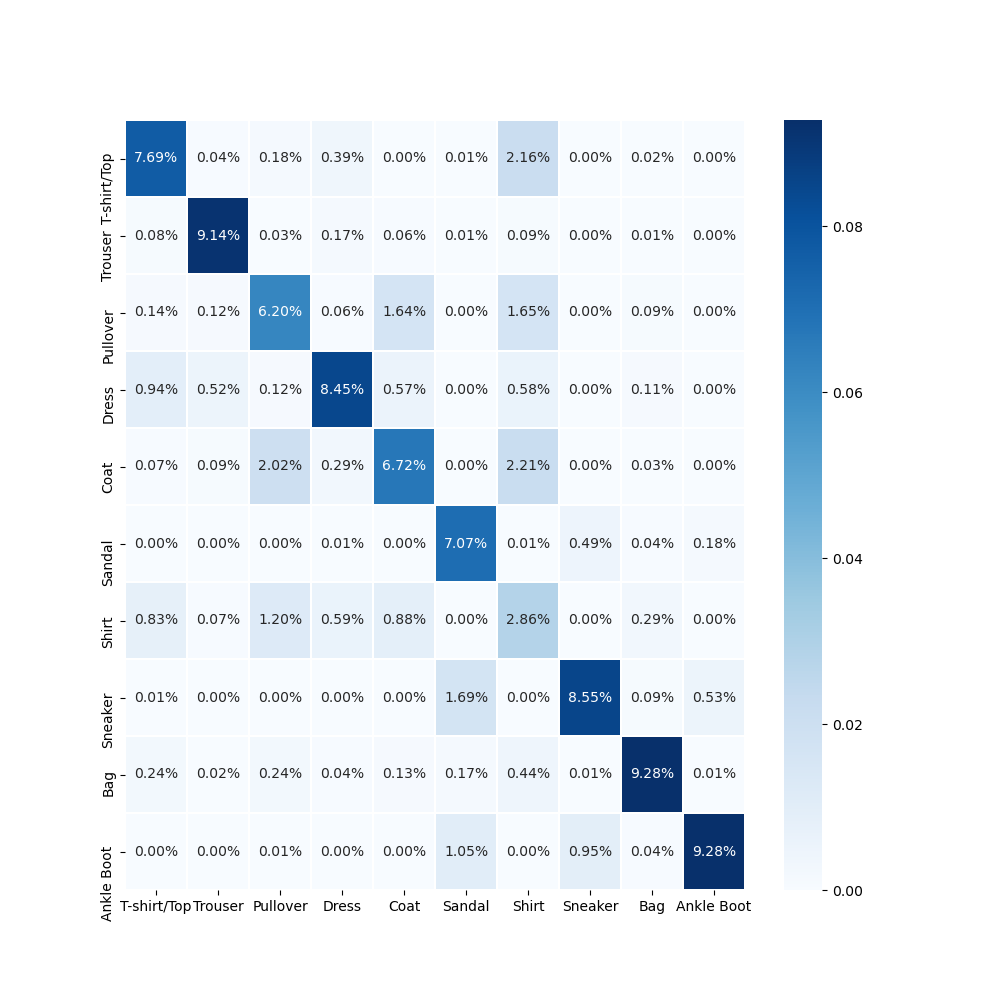 T-shirt/Top 7.69% 0.04% 0.18% 0.39% 0.00% 0.01% 2.16% 0.00% 0.02% 0.00%
Trouser 0.08% 9.14% 0.03% 0.17% 0.06% 0.01% 0.09% 0.00% 0.01% 0.00%
Pullover 0.14% 0.12% 6.20% 0.06% 1.64% 0.00% 1.65% 0.00% 0.09% 0.00%
Dress 0.94% 0.52% 0.12% 8.45% 0.57% 0.00% 0.58% 0.00% 0.11% 0.00%
Coat 0.07% 0.09% 2.02% 0.29% 6.72% 0.00% 2.21% 0.00% 0.03% 0.00%
Sandal 0.00% 0.00% 0.00% 0.01% 0.00% 7.07% 0.01% 0.49% 0.04% 0.18%
Shirt 0.83% 0.07% 1.20% 0.59% 0.88% 0.00% 2.86% 0.00% 0.29% 0.00%
Sneaker 0.01% 0.00% 0.00% 0.00% 0.00% 1.69% 0.00% 8.55% 0.09% 0.53%
Bag 0.24% 0.02% 0.24% 0.04% 0.13% 0.17% 0.44% 0.01% 9.28% 0.01%
Ankle Boot 0.00% 0.00% 0.01% 0.00% 0.00% 1.05% 0.00% 0.95% 0.04% 9.28%
T-shirt/Top Trouser Pullover Dress Coat Sandal Shirt Sneaker Bag Ankle Boot
0.08
0.06
0.04
0.02
0.00